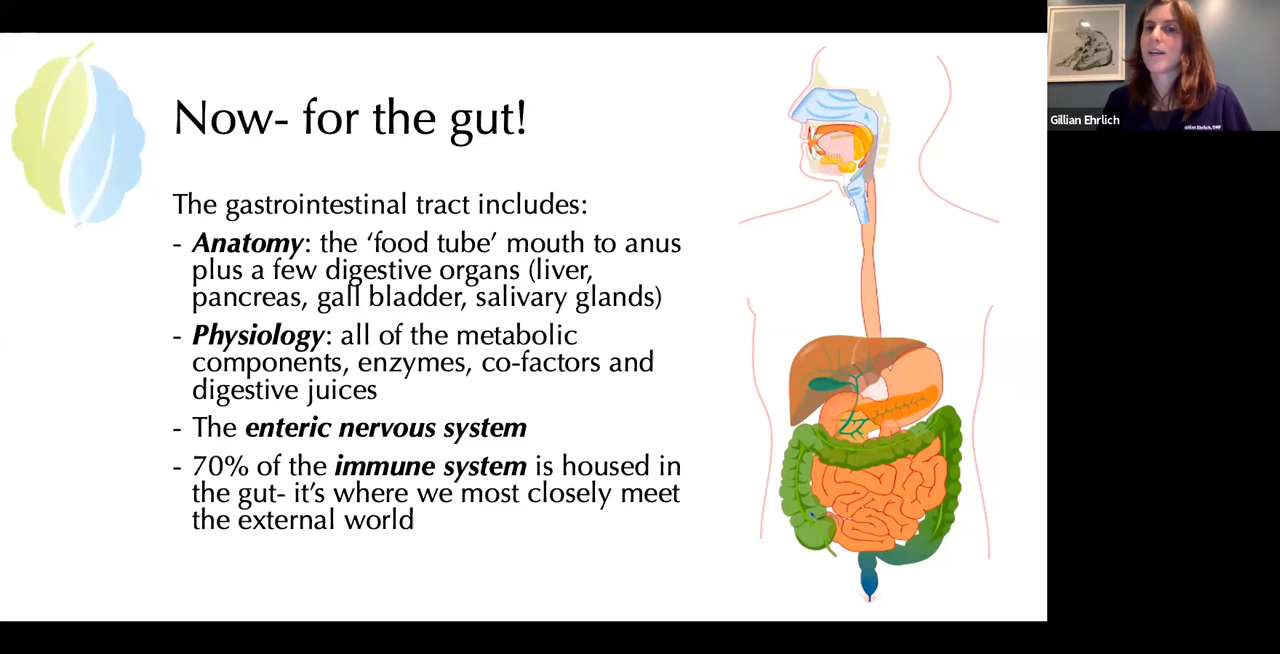 Now- for the gut!
The gastrointestinal tract includes:
- Anatomy: the ‘food tube’ mouth to anus
plus a few digestive organs (liver,
pancreas, gall bladder, salivary glands)
- Physiology: all of the metabolic
components, enzymes, co-factors and
digestive juices
- The enteric nervous system
- 70% of the immune system is housed in
the gut- it’s where we most closely meet
the external world
Gillian Ehrlich
Gillian Ehrlich, DNP